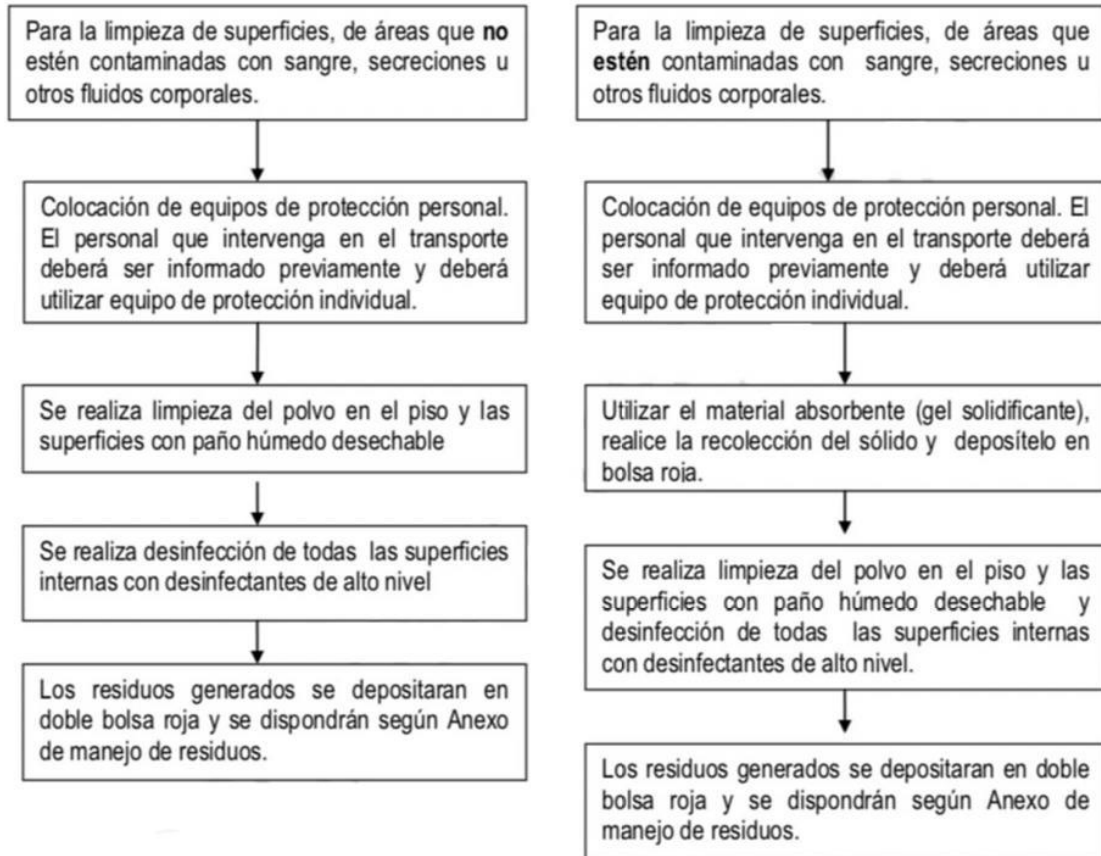 Para la limpieza de superficies, de áreas que no
estén contaminadas con sangre, secreciones u
otros fluidos corporales.
Colocación de equipos de protección personal.
El personal que intervenga en el transporte
deberá ser informado previamente y deberá
utilizar equipo de protección individual.
Se realiza limpieza del polvo en el piso y las
superficies con paño húmedo desechable
Se realiza desinfección de todas las superficies
internas con desinfectantes de alto nivel
Los residuos generados se depositaran en
doble bolsa roja y se dispondrán según Anexo
de manejo de residuos.
Para la limpieza de superficies, de áreas que
estén contaminadas con sangre, secreciones u
otros fluidos corporales.
Colocación de equipos de protección personal. El
personal que intervenga en el transporte deberá
ser informado previamente y deberá utilizar
equipo de protección individual.
Utilizar el material absorbente (gel solidificante),
realice la recolección del sólido y deposítelo en
bolsa roja.
Se realiza limpieza del polvo en el piso y las
superficies con paño húmedo desechable y
desinfección de todas las superficies internas
con desinfectantes de alto nivel.
Los residuos generados se depositaran en doble
bolsa roja y se dispondrán según Anexo de
manejo de residuos.